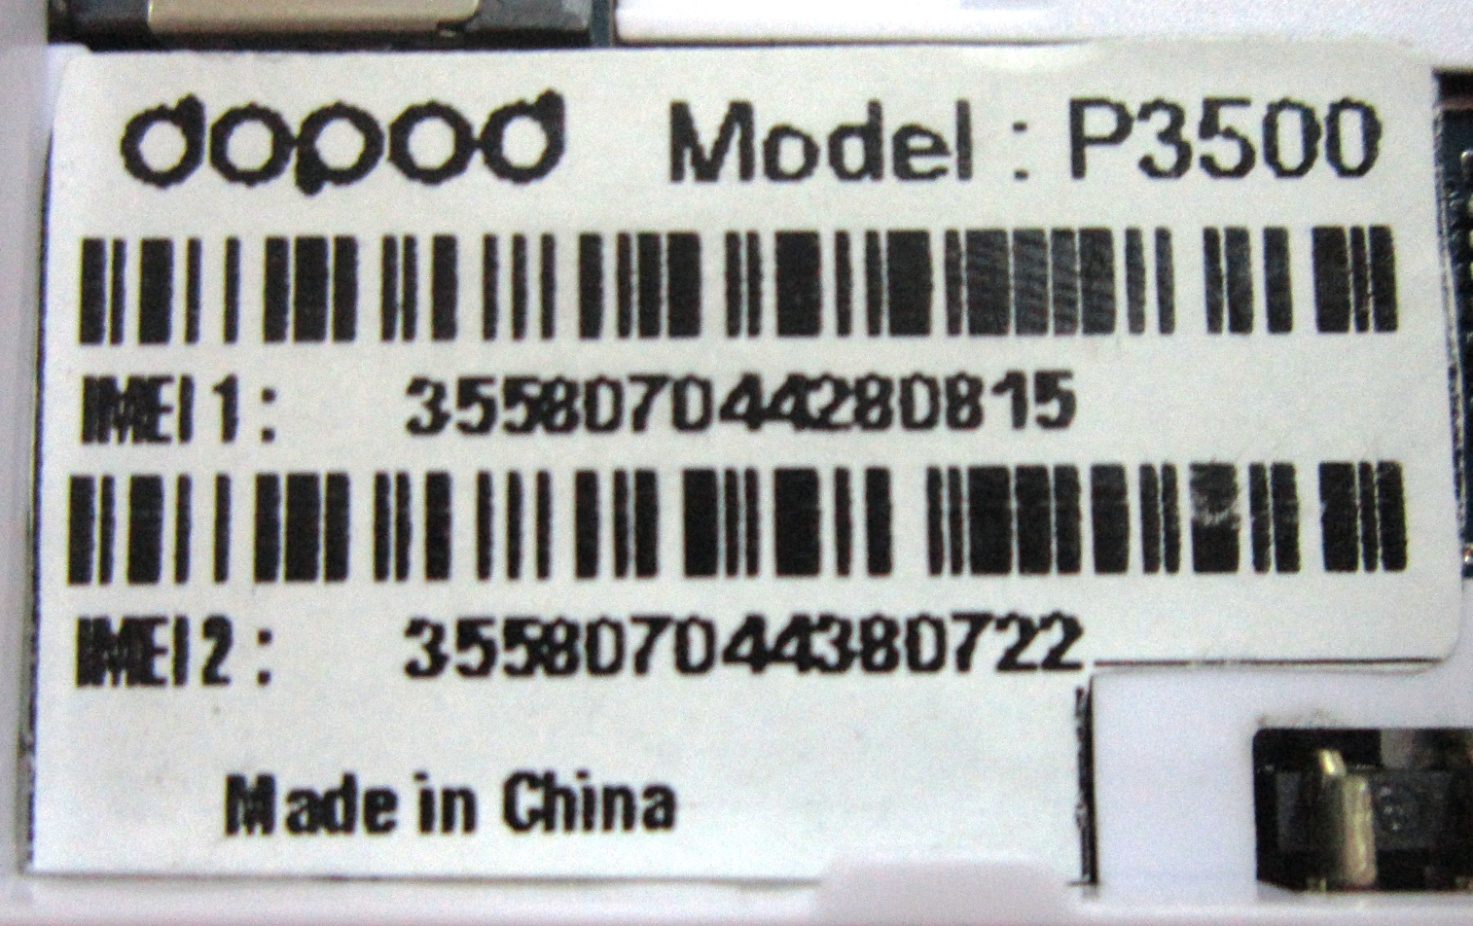 dopod Model : P3500
IMEI 1 : 355807044280815
IMEI 2 : 355807044380722
Made in China